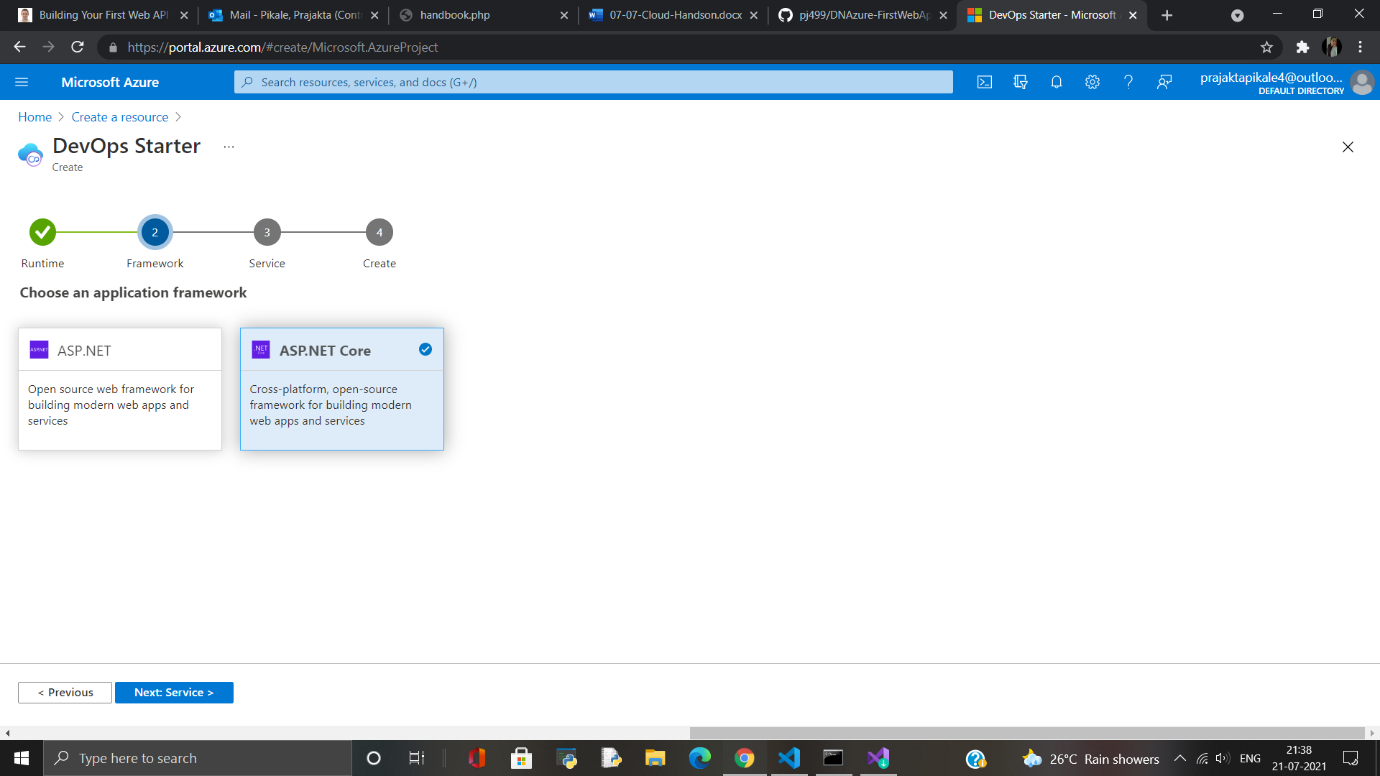 Building Your First Web API
Mail - Pikale, Prajakta (Cont
handbook.php
07-07-Cloud-Handson.docx
pj499/DNAzure-FirstWebAp
DevOps Starter - Microsoft
https://portal.azure.com/#create/Microsoft.AzureProject
Microsoft Azure
Search resources, services, and docs (G+/)
prajaktapikale4@outloo...
DEFAULT DIRECTORY
Home > Create a resource >
DevOps Starter ...
Create
2 3 4
Runtime Framework Service Create
Choose an application framework
ASP.NET
Open source web framework for
building modern web apps and
services
.NET ASP.NET Core
Cross-platform, open-source
framework for building modern
web apps and services
< Previous Next: Service >
Type here to search
26°C Rain showers ENG
21:38
21-07-2021